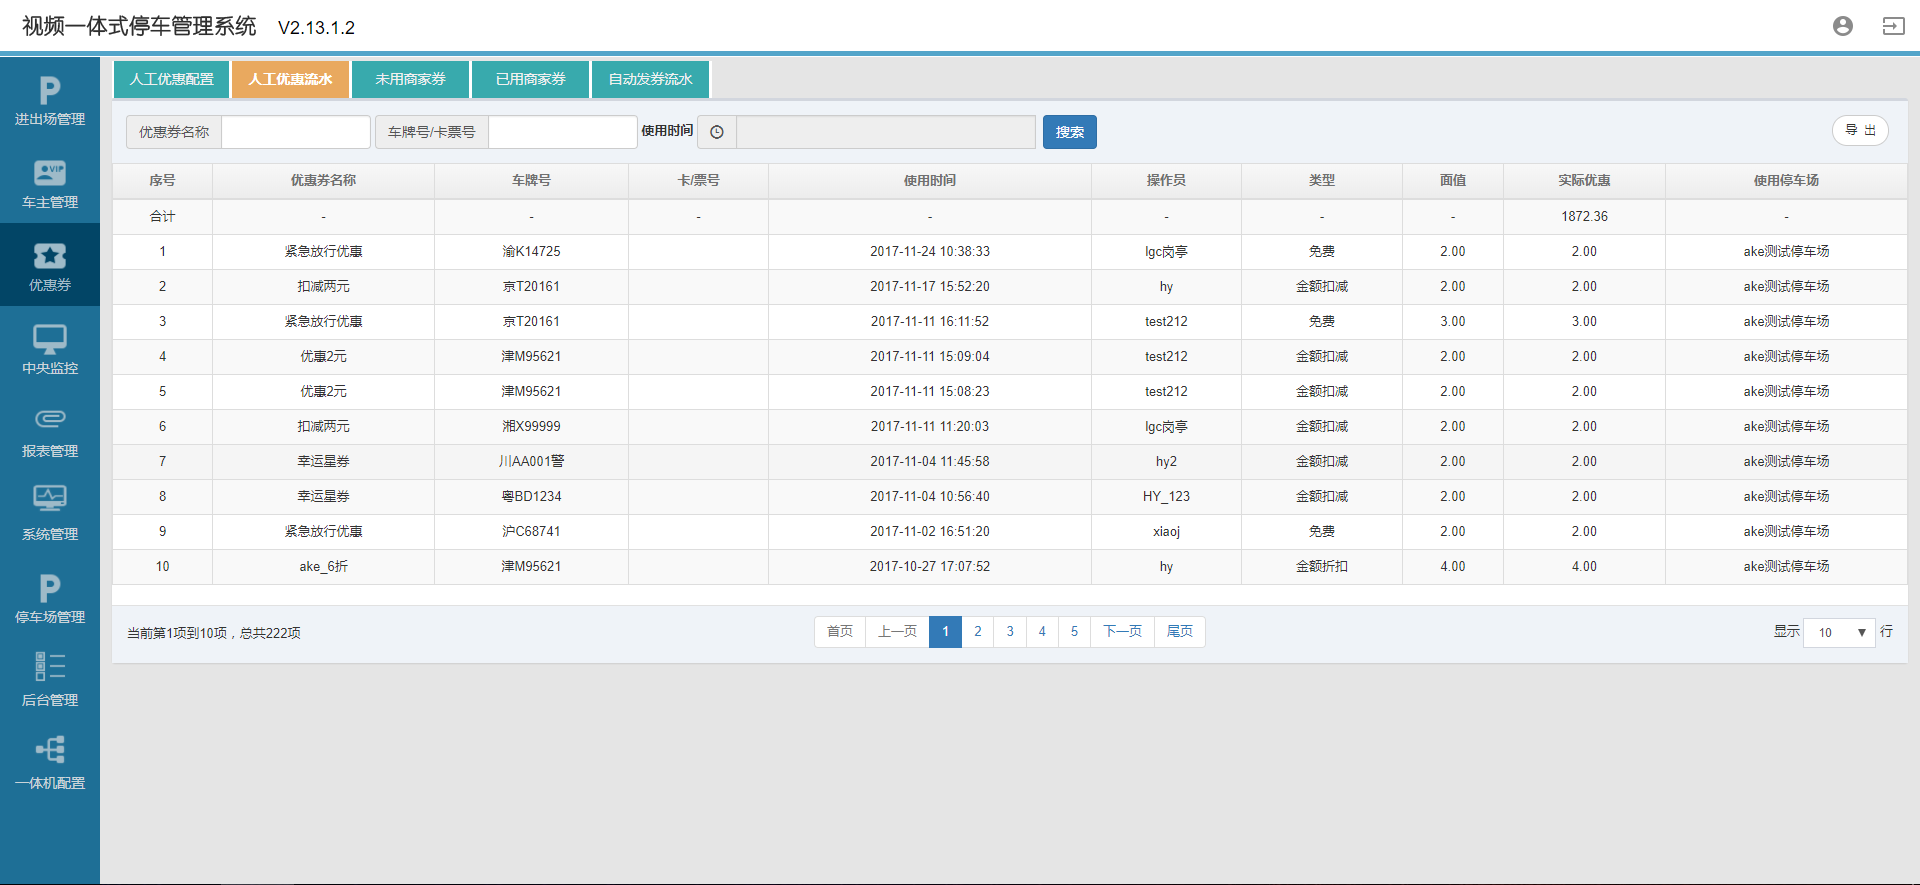 视频一体式停车管理系统 V2.13.1.2
进出场管理
车主管理
优惠券
中央监控
报表管理
系统管理
停车场管理
后台管理
一体机配置
人工优惠配置 人工优惠流水 未用商家券 已用商家券 自动发券流水
优惠券名称 车牌号/卡票号 使用时间 搜索 导 出
序号 优惠券名称 车牌号 卡/票号 使用时间 操作员 类型 面值 实际优惠 使用停车场
合计 - - - - - - - 1872.36 -
1 紧急放行优惠 渝K14725 2017-11-24 10:38:33 lgc岗亭 免费 2.00 2.00 ake测试停车场
2 扣减两元 京T20161 2017-11-17 15:52:20 hy 金额扣减 2.00 2.00 ake测试停车场
3 紧急放行优惠 京T20161 2017-11-11 16:11:52 test212 免费 3.00 3.00 ake测试停车场
4 优惠2元 津M95621 2017-11-11 15:09:04 test212 金额扣减 2.00 2.00 ake测试停车场
5 优惠2元 津M95621 2017-11-11 15:08:23 test212 金额扣减 2.00 2.00 ake测试停车场
6 扣减两元 湘X99999 2017-11-11 11:20:03 lgc岗亭 金额扣减 2.00 2.00 ake测试停车场
7 幸运星券 川AA001警 2017-11-04 11:45:58 hy2 金额扣减 2.00 2.00 ake测试停车场
8 幸运星券 粤BD1234 2017-11-04 10:56:40 HY_123 金额扣减 2.00 2.00 ake测试停车场
9 紧急放行优惠 沪C68741 2017-11-02 16:51:20 xiaoj 免费 2.00 2.00 ake测试停车场
10 ake_6折 津M95621 2017-10-27 17:07:52 hy 金额折扣 4.00 4.00 ake测试停车场
当前第1项到10项，总共222项 首页 上一页 1 2 3 4 5 下一页 尾页 显示 10 行